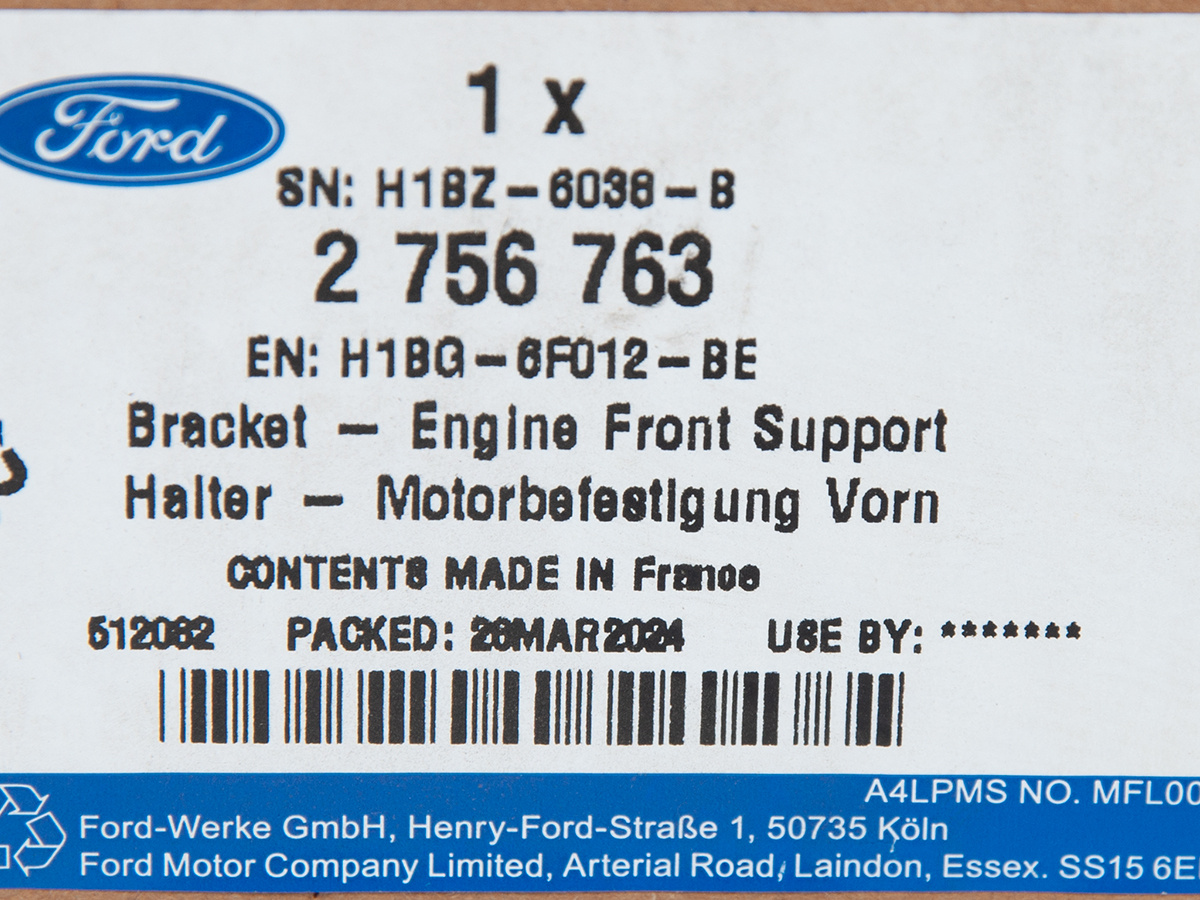 Ford
1 x
SN: H1BZ-6038-B
2 756 763
EN: H1BG-6F012-BE
Bracket - Engine Front Support
Halter - Motorbefestigung Vorn
CONTENTS MADE IN France
512062 PACKED: 26MAR2024 USE BY: *******
A4LPMS NO. MFL00
Ford-Werke GmbH, Henry-Ford-Straße 1, 50735 Köln
Ford Motor Company Limited, Arterial Road, Laindon, Essex. SS15 6E